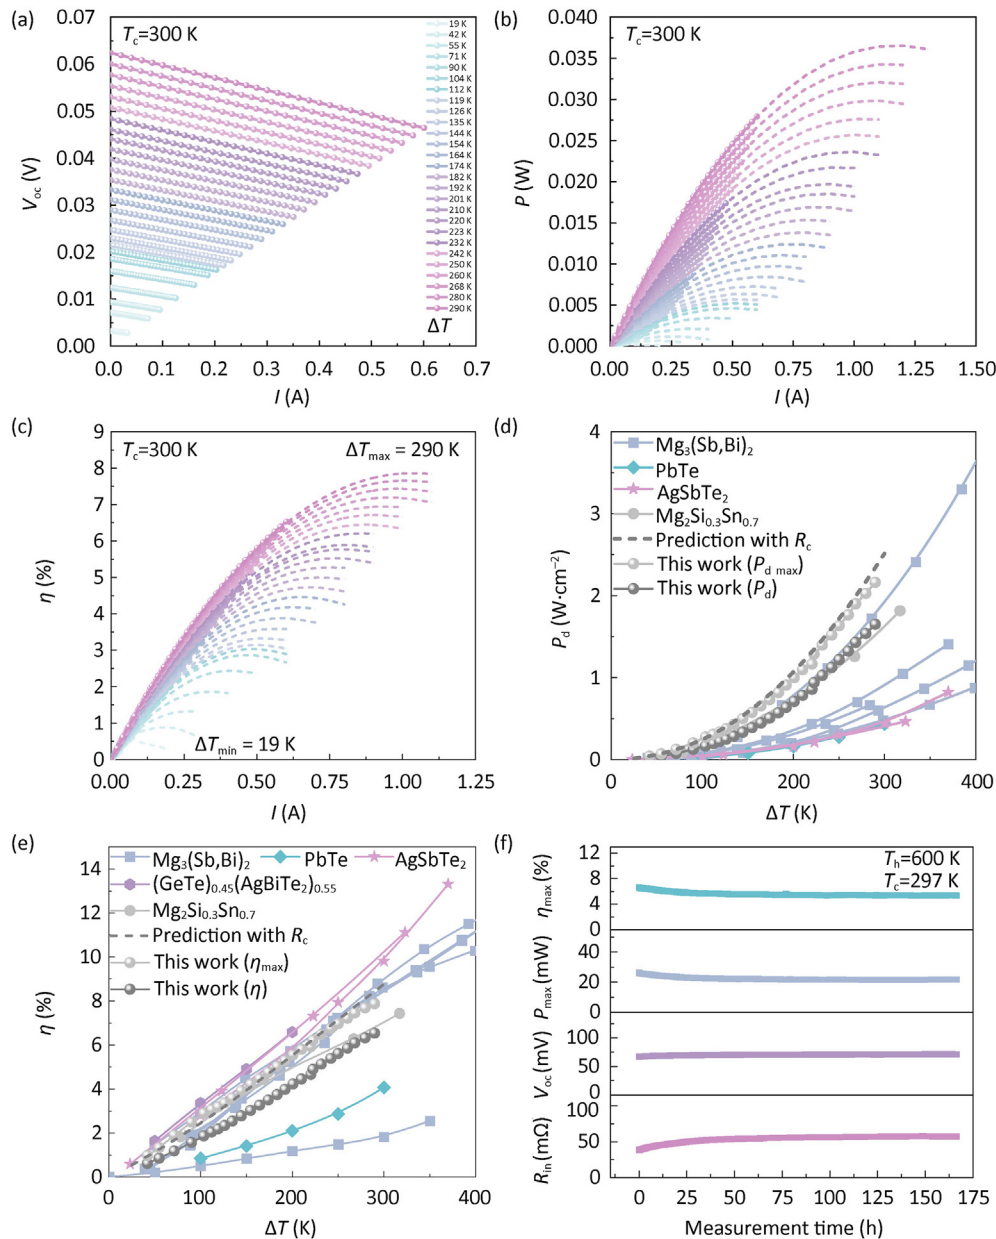 (a)
T_c=300 K
0.07
0.06
0.05
0.04
0.03
0.02
0.01
0.00
V_oc (V)
0.0 0.1 0.2 0.3 0.4 0.5 0.6 0.7
I (A)
19 K
42 K
55 K
71 K
90 K
104 K
112 K
119 K
126 K
135 K
144 K
154 K
164 K
174 K
182 K
192 K
201 K
210 K
220 K
223 K
232 K
242 K
250 K
260 K
268 K
280 K
290 K
ΔT
(b)
T_c=300 K
0.040
0.035
0.030
0.025
0.020
0.015
0.010
0.005
0.000
P (W)
0.00 0.25 0.50 0.75 1.00 1.25 1.50
I (A)
(c)
T_c=300 K
ΔT_max = 290 K
ΔT_min = 19 K
9
8
7
6
5
4
3
2
1
0
η (%)
0.00 0.25 0.50 0.75 1.00 1.25
I (A)
(d)
Mg₃(Sb,Bi)₂
PbTe
AgSbTe₂
Mg₂Si₀.₃Sn₀.₇
Prediction with R_c
This work (P_d max)
This work (P_d)
4
3
2
1
0
P_d (W·cm⁻²)
0 100 200 300 400
ΔT (K)
(e)
Mg₃(Sb,Bi)₂ PbTe AgSbTe₂
(GeTe)₀.₄₅(AgBiTe₂)₀.₅₅
Mg₂Si₀.₃Sn₀.₇
Prediction with R_c
This work (η_max)
This work (η)
14
12
10
8
6
4
2
0
η (%)
0 100 200 300 400
ΔT (K)
(f)
T_h=600 K
T_c=297 K
12
8
4
0
η_max (%)
40
20
0
P_max (mW)
100
50
0
V_oc (mV)
100
50
0
R_in (mΩ)
0 25 50 75 100 125 150 175
Measurement time (h)